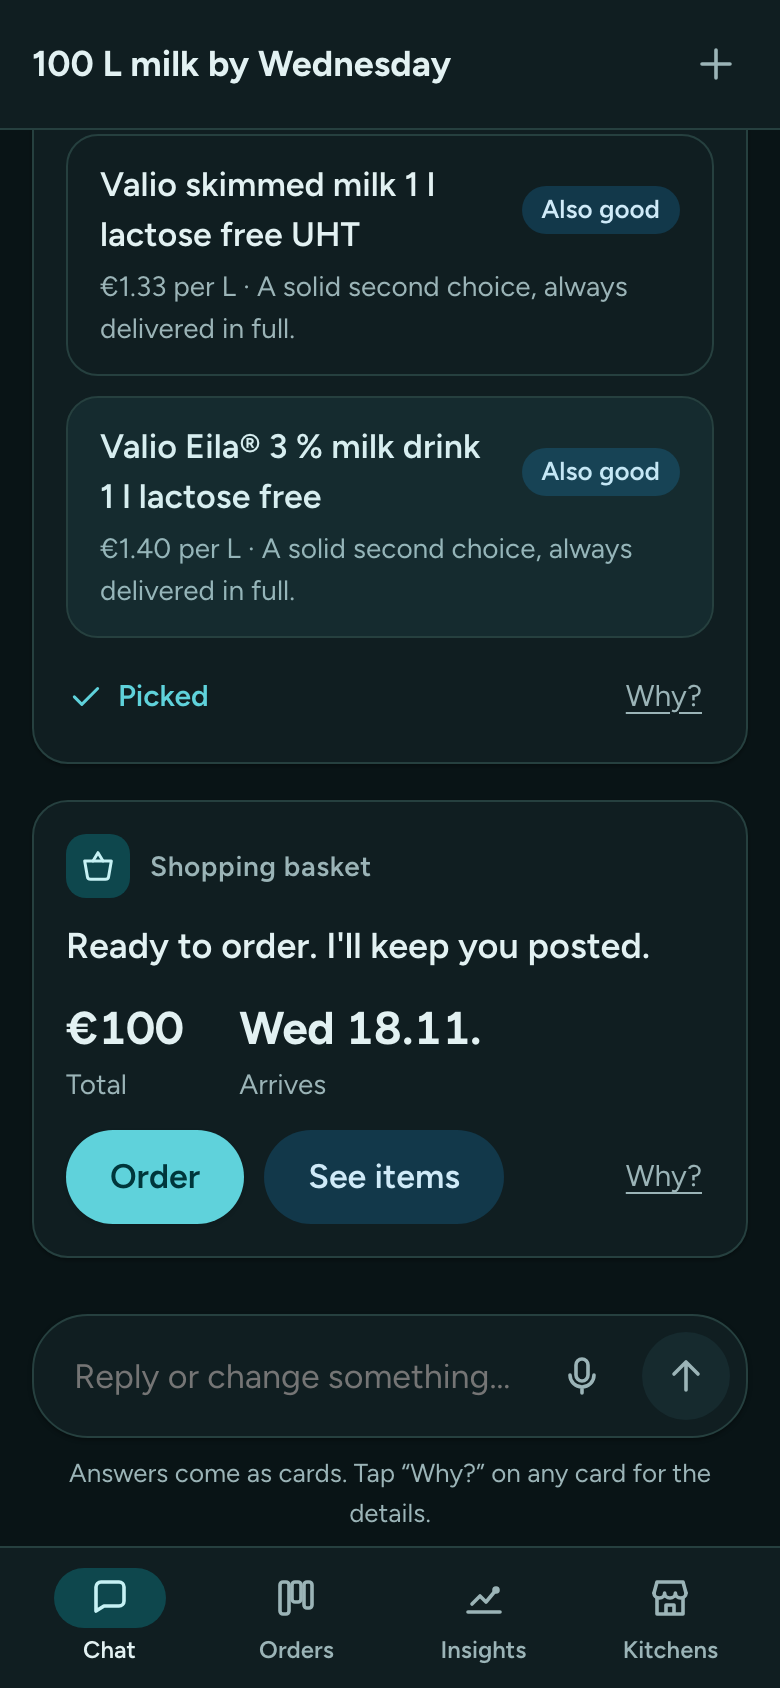 100 L milk by Wednesday
Valio skimmed milk 1 l
lactose free UHT
Also good
€1.33 per L · A solid second choice, always
delivered in full.
Valio Eila® 3 % milk drink
1 l lactose free
Also good
€1.40 per L · A solid second choice, always
delivered in full.
Picked
Why?
Shopping basket
Ready to order. I'll keep you posted.
€100
Wed 18.11.
Total
Arrives
Order
See items
Why?
Reply or change something...
Answers come as cards. Tap “Why?” on any card for the
details.
Chat
Orders
Insights
Kitchens